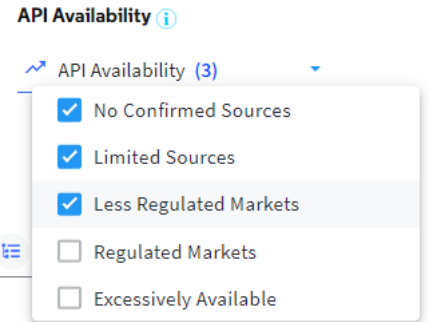 API Availability
API Availability (3)
No Confirmed Sources
Limited Sources
Less Regulated Markets
Regulated Markets
Excessively Available